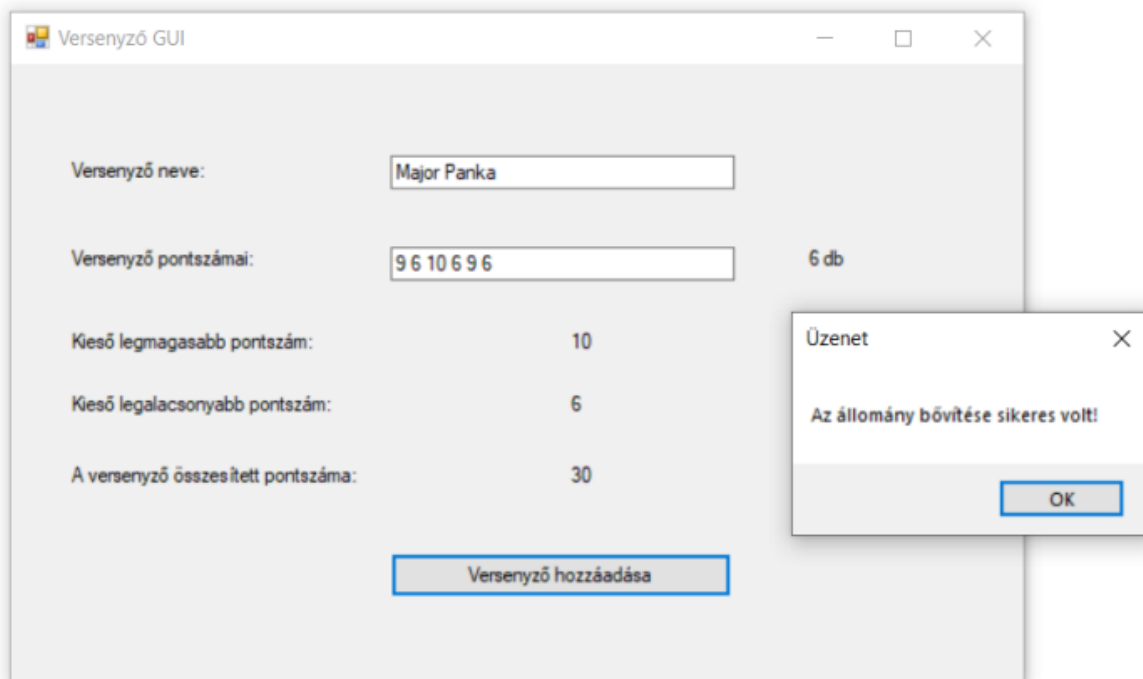 Versenyző GUI
Versenyző neve:
Major Panka
Versenyző pontszámai:
9 6 10 6 9 6
6 db
Kieső legmagasabb pontszám:
10
Kieső legalacsonyabb pontszám:
6
A versenyző összesített pontszáma:
30
Versenyző hozzáadása
Üzenet
Az állomány bővítése sikeres volt!
OK